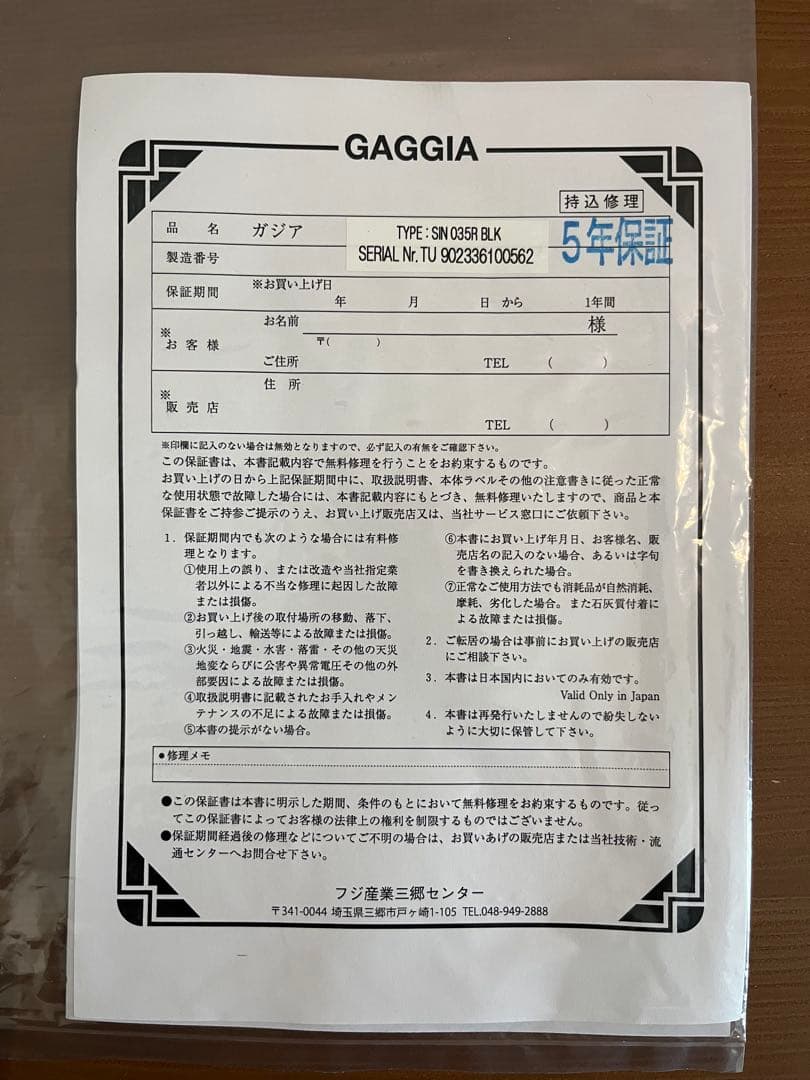 GAGGIA
持込修理
品名 ガジア TYPE : SIN 035R BLK
製造番号 SERIAL Nr. TU 902336100562
5年保証
保証期間 ※お買い上げ日 年 月 日 から 1年間
※お客様 お名前 様
〒( )
ご住所 TEL ( )
※販売店 住所
TEL ( )
※印欄に記入のない場合は無効となりますので、必ず記入の有無をご確認下さい。
この保証書は、本書記載内容で無料修理を行うことをお約束するものです。
お買い上げの日から上記保証期間中に、取扱説明書、本体ラベルその他の注意書きに従った正常
な使用状態で故障した場合には、本書記載内容にもとづき、無料修理いたしますので、商品と本
保証書をご持参ご提示のうえ、お買い上げ販売店又は、当社サービス窓口にご依頼下さい。
1. 保証期間内でも次のような場合には有料修
理となります。
①使用上の誤り、または改造や当社指定業
者以外による不当な修理に起因した故障
または損傷。
②お買い上げ後の取付場所の移動、落下、
引っ越し、輸送等による故障または損傷。
③火災・地震・水害・落雷・その他の天災
地変ならびに公害や異常電圧その他の外
部要因による故障または損傷。
④取扱説明書に記載されたお手入れやメン
テナンスの不足による故障または損傷。
⑤本書の提示がない場合。
⑥本書にお買い上げ年月日、お客様名、販
売店名の記入のない場合、あるいは字句
を書き換えられた場合。
⑦正常なご使用方法でも消耗品が自然消耗、
摩耗、劣化した場合。また石灰質付着に
よる故障または損傷。
2. ご転居の場合は事前にお買い上げの販売店
にご相談下さい。
3. 本書は日本国内においてのみ有効です。
Valid Only in Japan
4. 本書は再発行いたしませんので紛失しない
ように大切に保管して下さい。
●修理メモ
●この保証書は本書に明示した期間、条件のもとにおいて無料修理をお約束するものです。従っ
てこの保証書によってお客様の法律上の権利を制限するものではございません。
●保証期間経過後の修理などについてご不明の場合は、お買いあげの販売店または当社技術・流
通センターへお問合せ下さい。
フジ産業三郷センター
〒341-0044 埼玉県三郷市戸ヶ崎1-105 TEL.048-949-2888